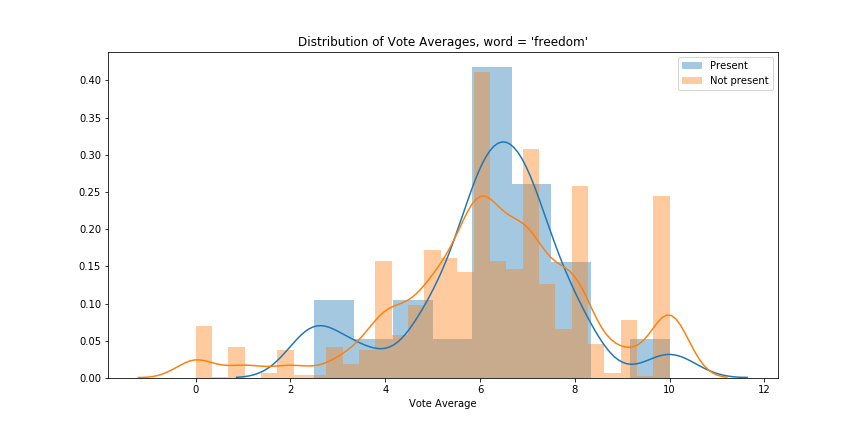 Distribution of Vote Averages, word = 'freedom'
Present
Not present
0.40
0.35
0.30
0.25
0.20
0.15
0.10
0.05
0.00
0 2 4 6 8 10 12
Vote Average